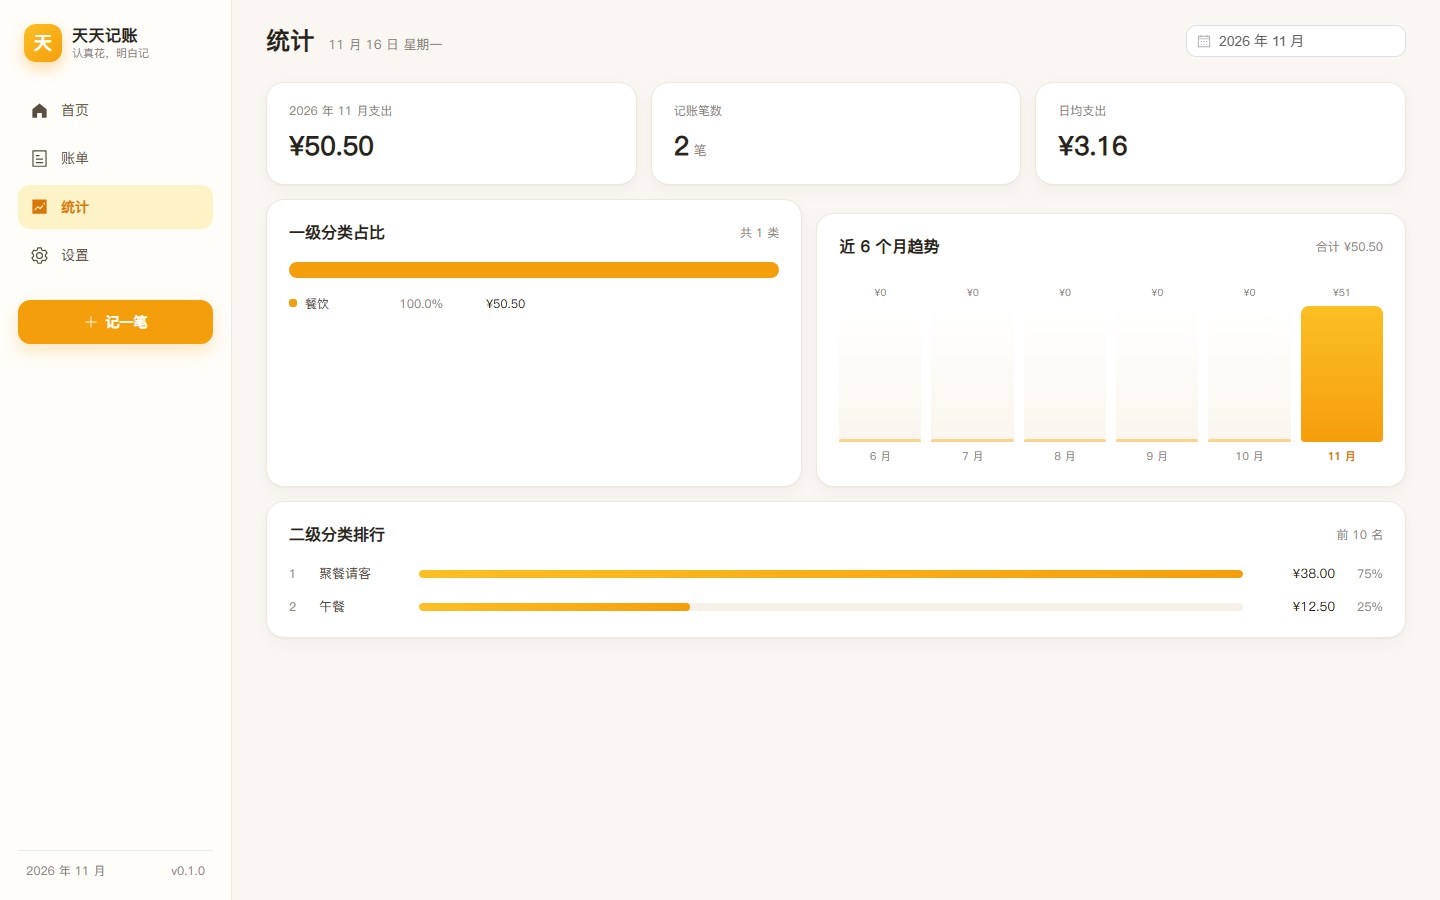 天
天天记账
认真花，明白记
首页
账单
统计
设置
记一笔
2026 年 11 月
v0.1.0
统计
11 月 16 日 星期一
2026 年 11 月
2026 年 11 月支出
¥50.50
记账笔数
2 笔
日均支出
¥3.16
一级分类占比
共 1 类
餐饮 100.0% ¥50.50
近 6 个月趋势
合计 ¥50.50
¥0 ¥0 ¥0 ¥0 ¥0 ¥51
6 月 7 月 8 月 9 月 10 月 11 月
二级分类排行
前 10 名
1 聚餐请客 ¥38.00 75%
2 午餐 ¥12.50 25%